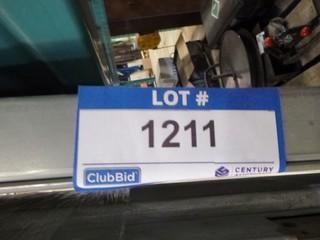 LOT #
1211
ClubBid
CENTURY